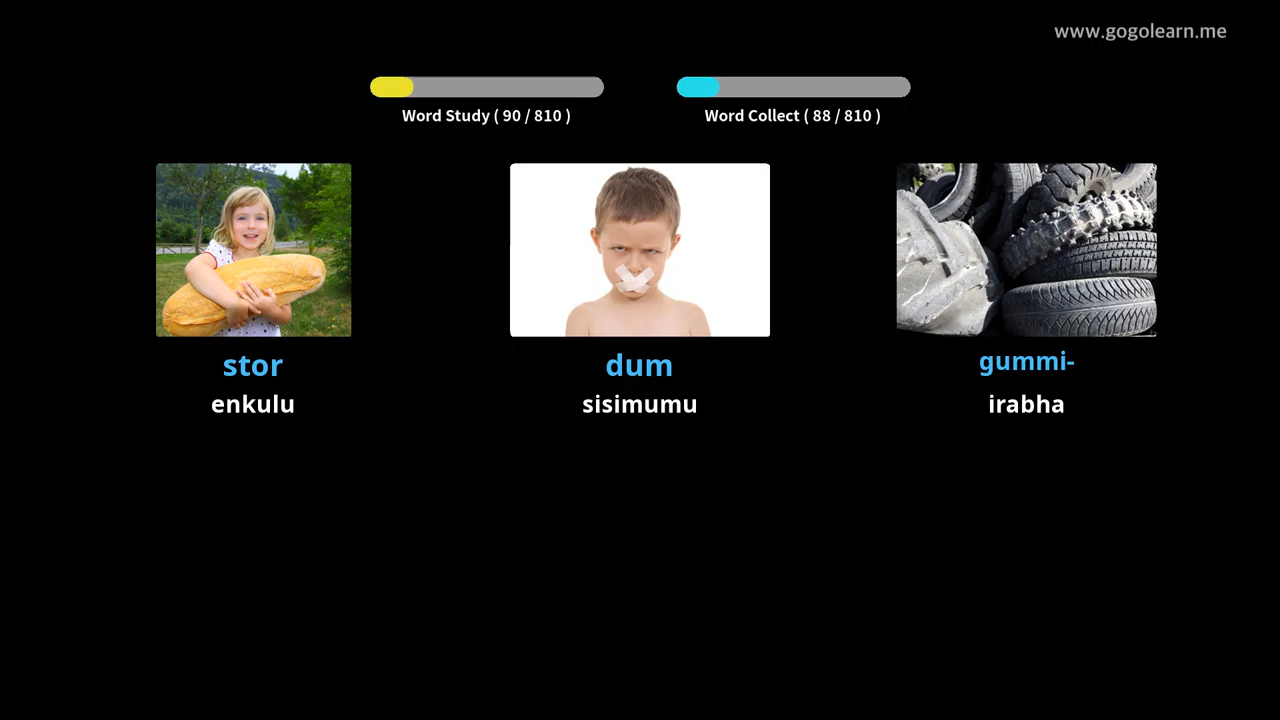 www.gogolearn.me
Word Study ( 90 / 810 )
Word Collect ( 88 / 810 )
stor
enkulu
dum
sisimumu
gummi-
irabha